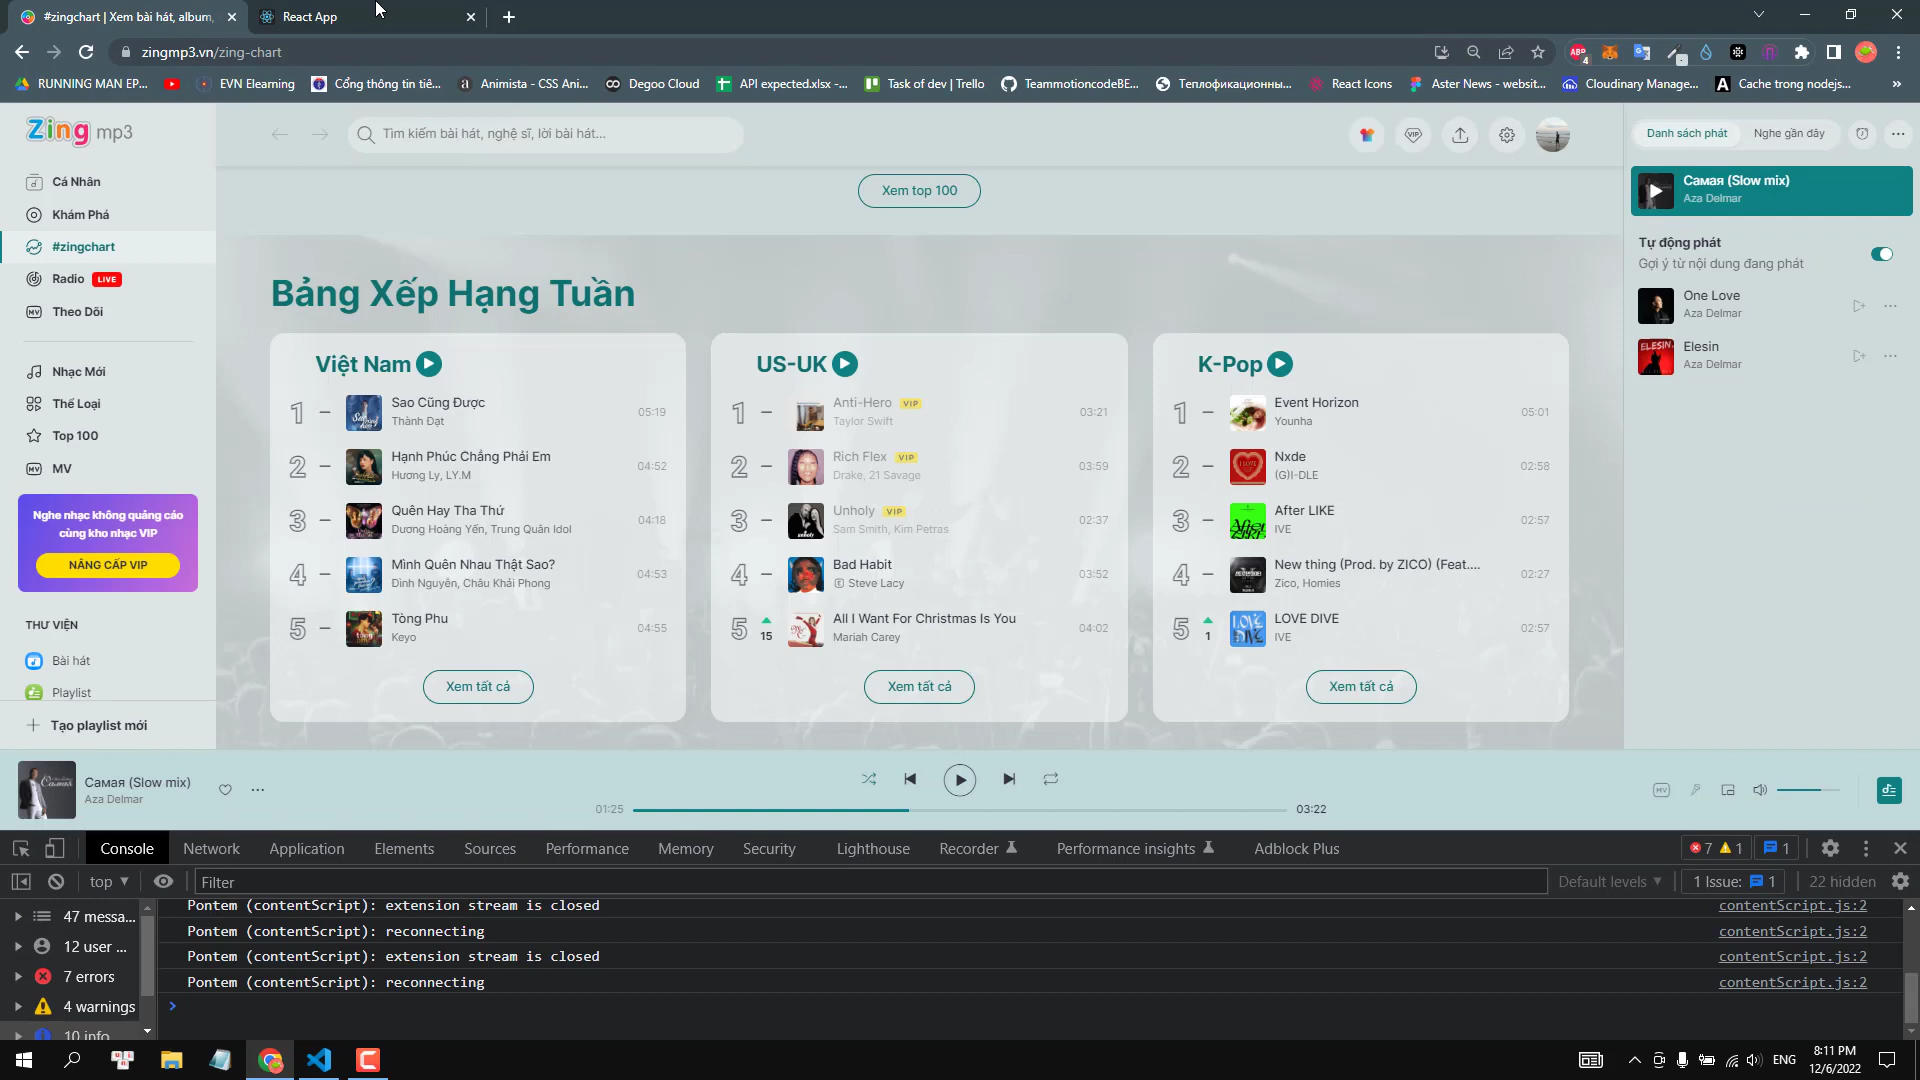 #zingchart | Xem bài hát, album,
React App
zingmp3.vn/zing-chart
4
RUNNING MAN EP...
EVN Elearning
Cổng thông tin tiê...
Animista - CSS Ani...
Degoo Cloud
API expected.xlsx -...
Task of dev | Trello
TeammotioncodeBE...
Теплофикационны...
React Icons
Aster News - websit...
Cloudinary Manage...
Cache trong nodejs...
»
Zing mp3
Tìm kiếm bài hát, nghệ sĩ, lời bài hát...
VIP
Danh sách phát
Nghe gần đây
Cá Nhân
Khám Phá
#zingchart
Radio LIVE
Theo Dõi
Nhạc Mới
Thể Loại
Top 100
MV
Nghe nhạc không quảng cáo
cùng kho nhạc VIP
NÂNG CẤP VIP
THƯ VIỆN
Bài hát
Playlist
Tạo playlist mới
Xem top 100
Bảng Xếp Hạng Tuần
Việt Nam
1 Sao Cũng Được 05:19
Thành Đạt
2 Hạnh Phúc Chẳng Phải Em 04:52
Hương Ly, LY.M
3 Quên Hay Tha Thứ 04:18
Dương Hoàng Yến, Trung Quân Idol
4 Mình Quên Nhau Thật Sao? 04:53
Đình Nguyên, Châu Khải Phong
5 Tòng Phu 04:55
Keyo
Xem tất cả
US-UK
1 Anti-Hero VIP 03:21
Taylor Swift
2 Rich Flex VIP 03:59
Drake, 21 Savage
3 Unholy VIP 02:37
Sam Smith, Kim Petras
4 Bad Habit 03:52
E Steve Lacy
5 15 All I Want For Christmas Is You 04:02
Mariah Carey
Xem tất cả
K-Pop
1 Event Horizon 05:01
Younha
2 Nxde 02:58
(G)I-DLE
3 After LIKE 02:57
IVE
4 New thing (Prod. by ZICO) (Feat.... 02:27
Zico, Homies
5 1 LOVE DIVE 02:57
IVE
Xem tất cả
Самая (Slow mix)
Aza Delmar
Tự động phát
Gợi ý từ nội dung đang phát
One Love
Aza Delmar
Elesin
Aza Delmar
Самая (Slow mix)
Aza Delmar
01:25
03:22
MV
Console
Network
Application
Elements
Sources
Performance
Memory
Security
Lighthouse
Recorder
Performance insights
Adblock Plus
7 1
1
top
Filter
Default levels
1 Issue: 1
22 hidden
47 messa...
12 user ...
7 errors
4 warnings
10 info
Pontem (contentScript): extension stream is closed contentScript.js:2
Pontem (contentScript): reconnecting contentScript.js:2
Pontem (contentScript): extension stream is closed contentScript.js:2
Pontem (contentScript): reconnecting contentScript.js:2
ENG
8:11 PM
12/6/2022